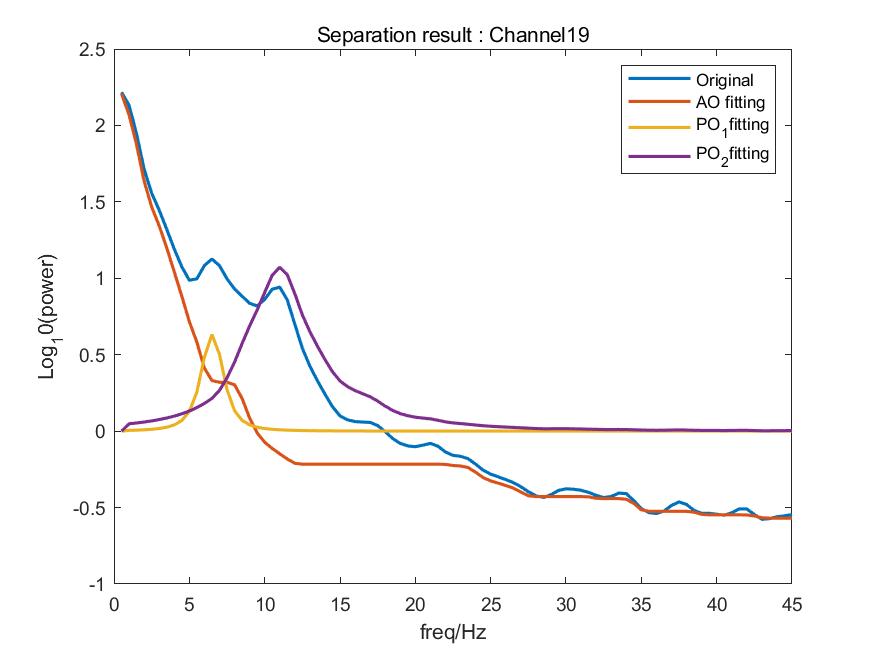 Separation result : Channel19
2.5
2
1.5
1
0.5
0
-0.5
-1
Log10(power)
Original
AO fitting
PO1fitting
PO2fitting
0 5 10 15 20 25 30 35 40 45
freq/Hz